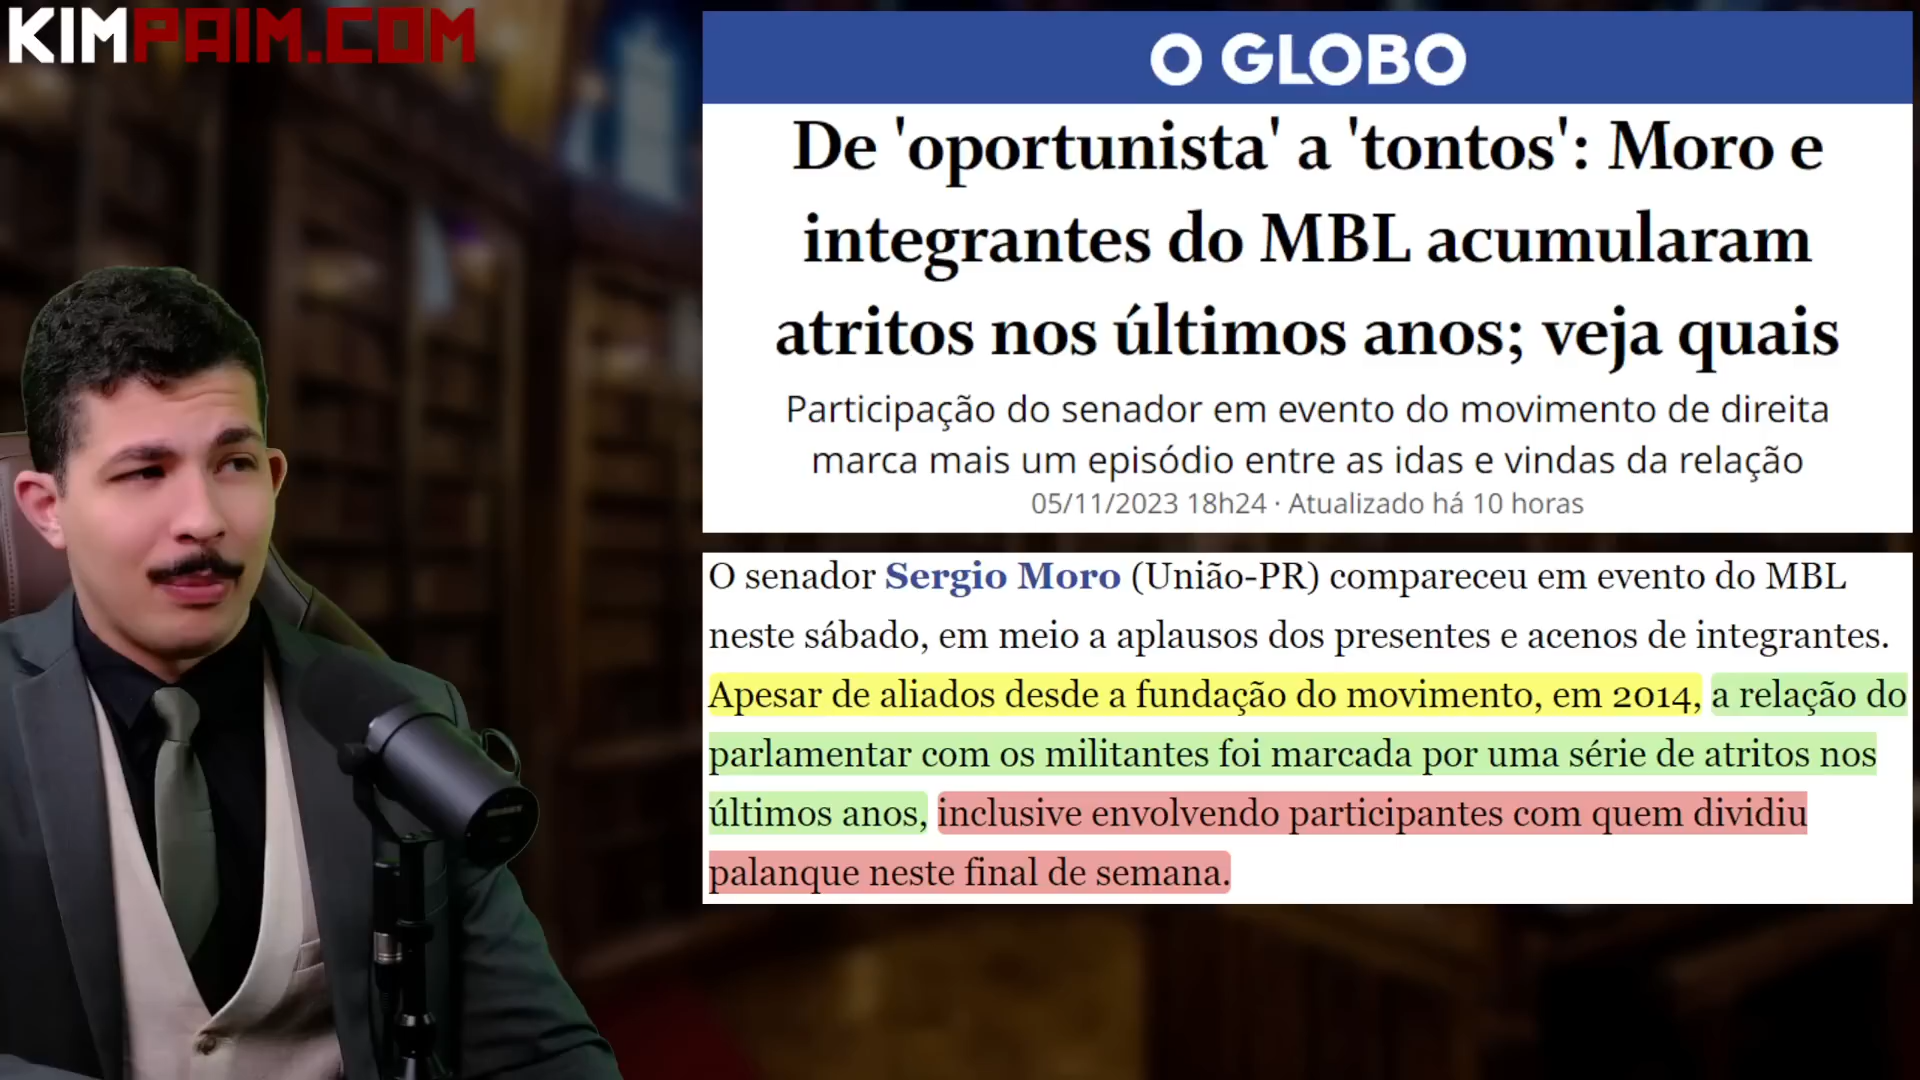 KIMPAIM.COM
O GLOBO
De 'oportunista' a 'tontos': Moro e
integrantes do MBL acumularam
atritos nos últimos anos; veja quais
Participação do senador em evento do movimento de direita
marca mais um episódio entre as idas e vindas da relação
05/11/2023 18h24 · Atualizado há 10 horas
O senador Sergio Moro (União-PR) compareceu em evento do MBL
neste sábado, em meio a aplausos dos presentes e acenos de integrantes.
Apesar de aliados desde a fundação do movimento, em 2014, a relação do
parlamentar com os militantes foi marcada por uma série de atritos nos
últimos anos, inclusive envolvendo participantes com quem dividiu
palanque neste final de semana.